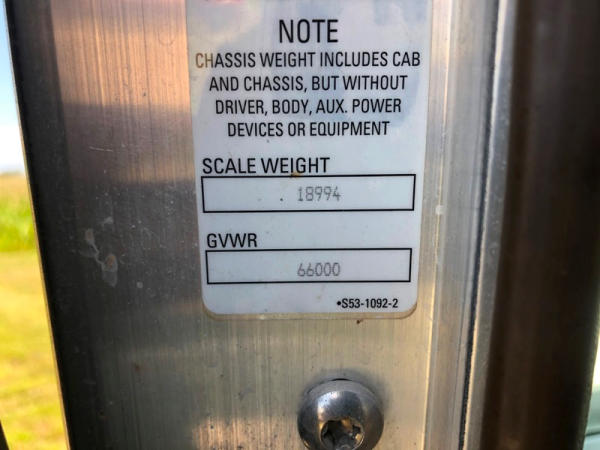 NOTE
CHASSIS WEIGHT INCLUDES CAB
AND CHASSIS, BUT WITHOUT
DRIVER, BODY, AUX. POWER
DEVICES OR EQUIPMENT
SCALE WEIGHT
18994
GVWR
66000
•S53-1092-2